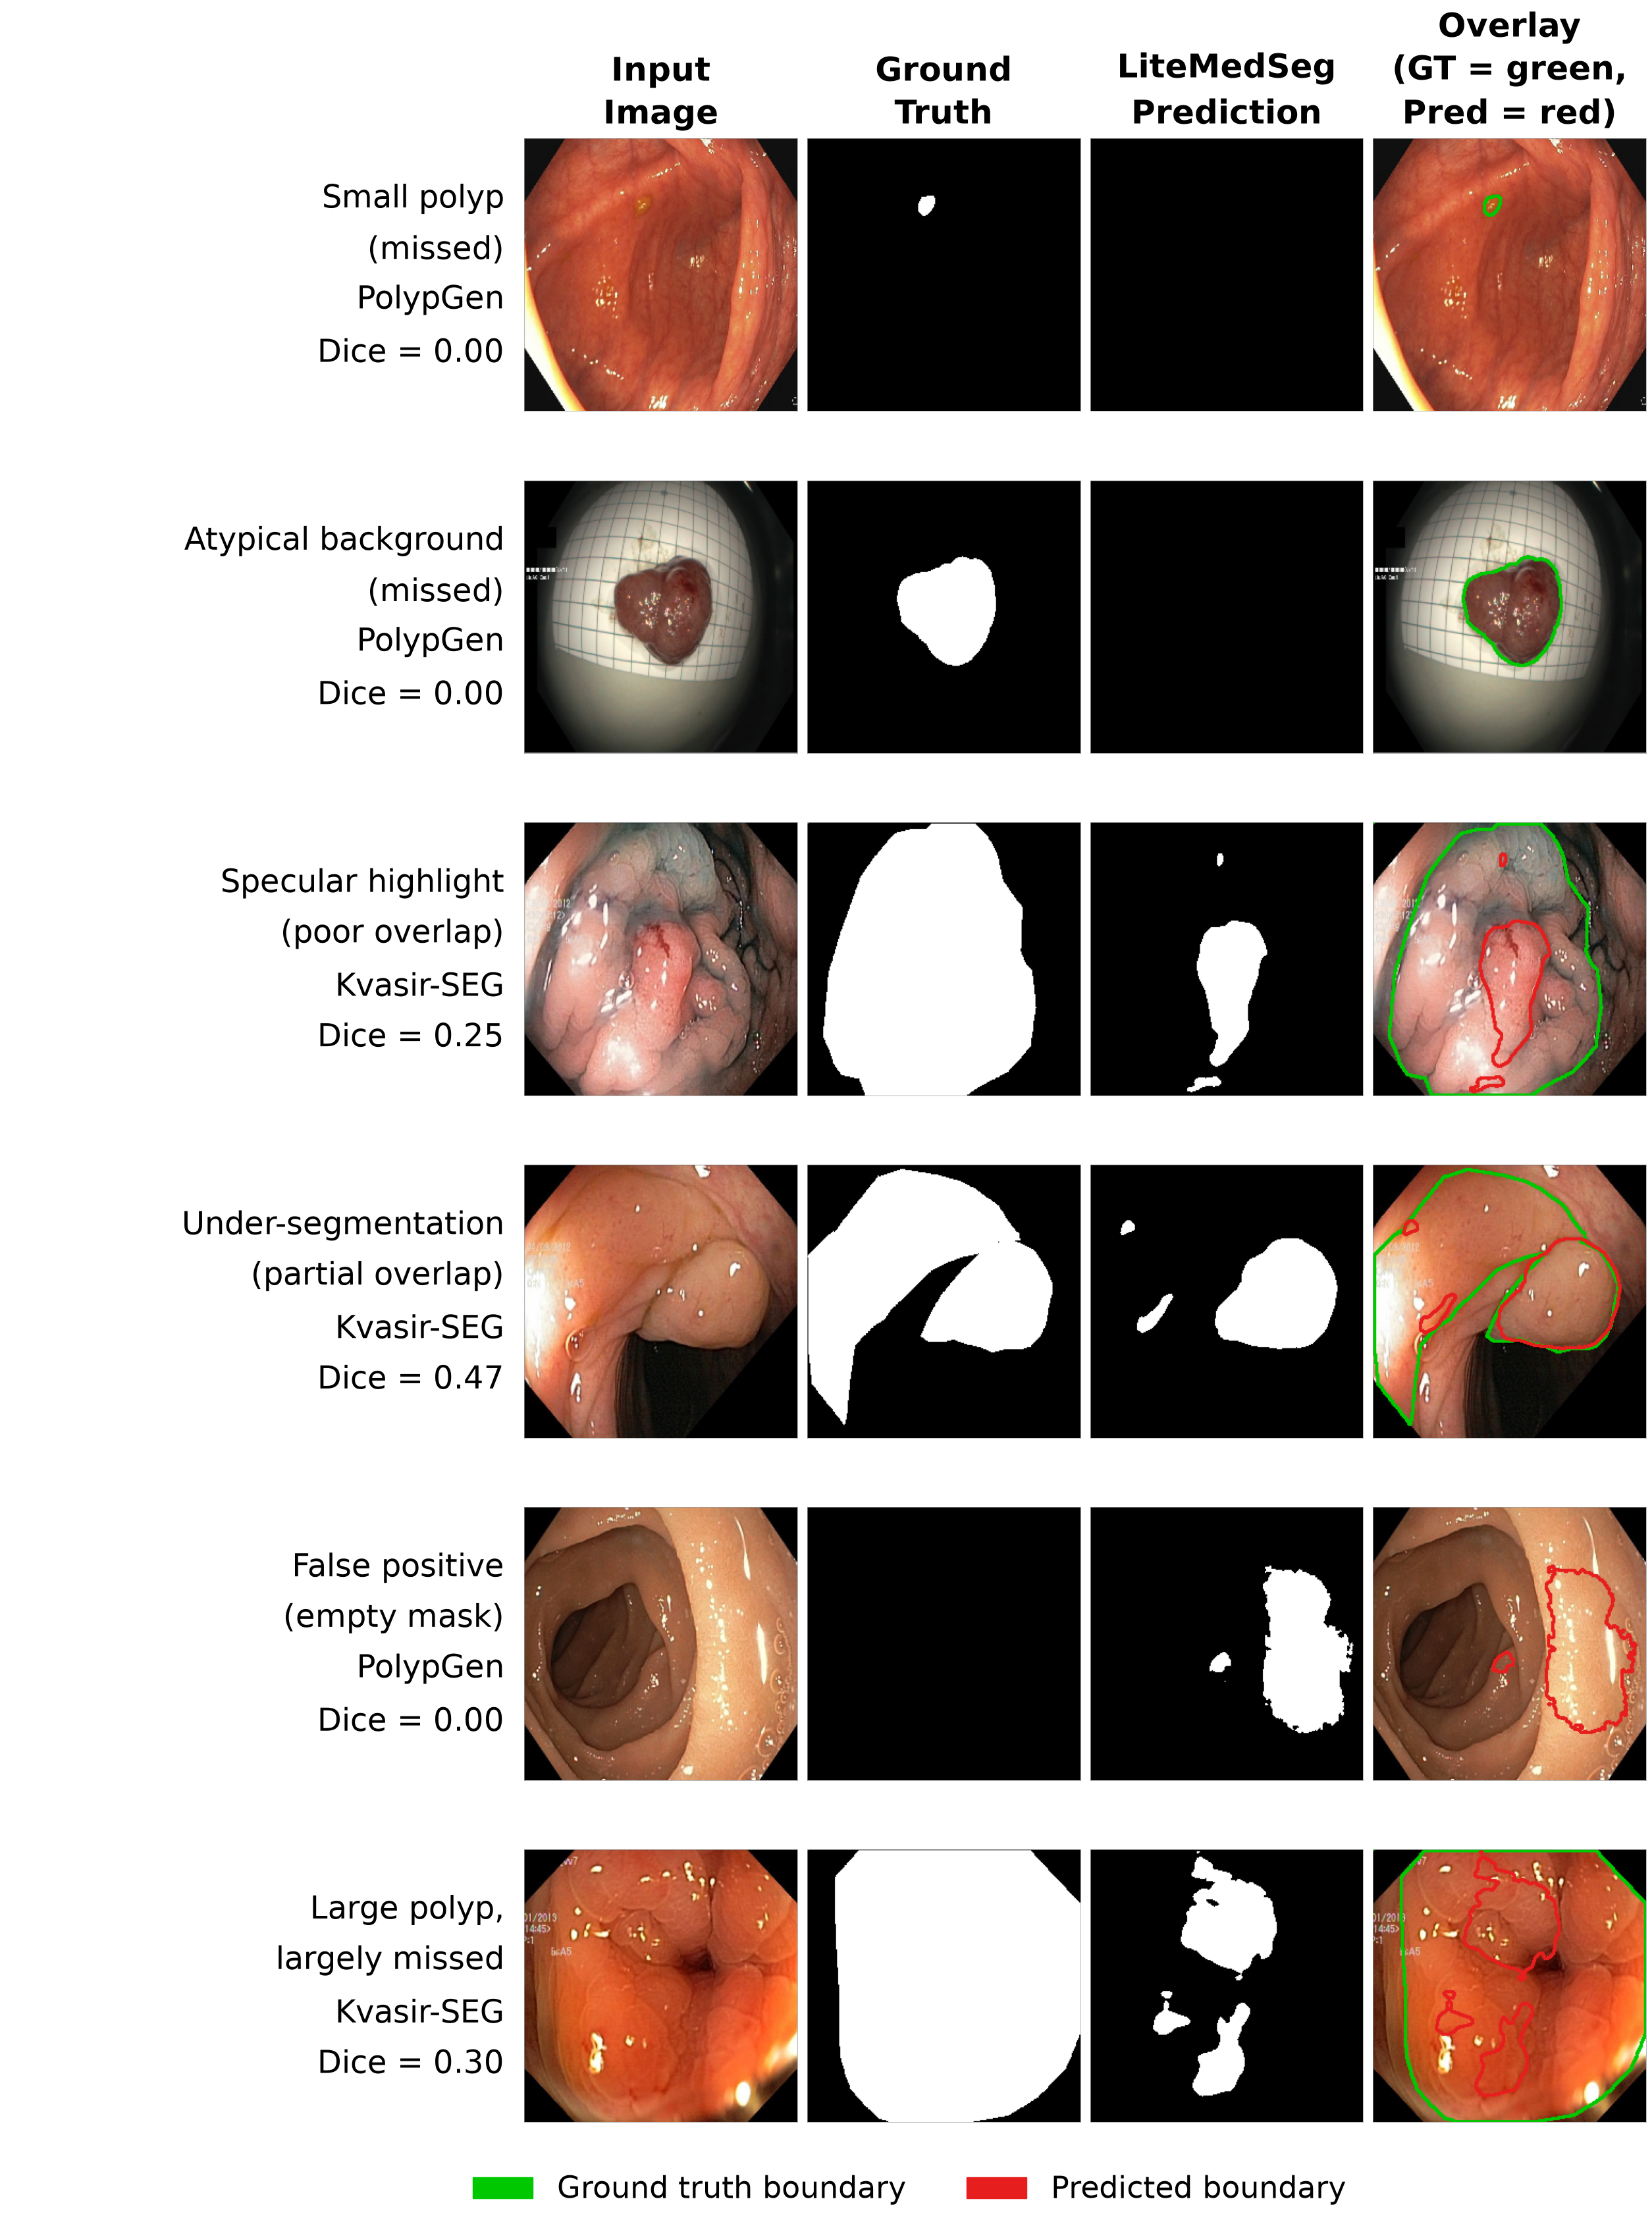 Input
Image
Ground
Truth
LiteMedSeg
Prediction
Overlay
(GT = green,
Pred = red)
Small polyp
(missed)
PolypGen
Dice = 0.00
Atypical background
(missed)
PolypGen
Dice = 0.00
Specular highlight
(poor overlap)
Kvasir-SEG
Dice = 0.25
Under-segmentation
(partial overlap)
Kvasir-SEG
Dice = 0.47
False positive
(empty mask)
PolypGen
Dice = 0.00
Large polyp,
largely missed
Kvasir-SEG
Dice = 0.30
Ground truth boundary
Predicted boundary